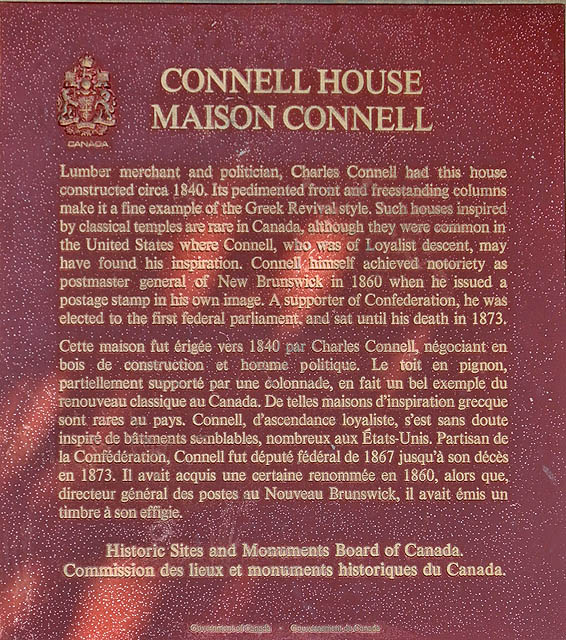 CONNELL HOUSE
MAISON CONNELL
CANADA
Lumber merchant and politician, Charles Connell had this house
constructed circa 1840. Its pedimented front and freestanding columns
make it a fine example of the Greek Revival style. Such houses inspired
by classical temples are rare in Canada, although they were common in
the United States where Connell, who was of Loyalist descent, may
have found his inspiration. Connell himself achieved notoriety as
postmaster general of New Brunswick in 1860 when he issued a
postage stamp in his own image. A supporter of Confederation, he was
elected to the first federal parliament, and sat until his death in 1873.
Cette maison fut érigée vers 1840 par Charles Connell, négociant en
bois de construction et homme politique. Le toit en pignon,
partiellement supporté par une colonnade, en fait un bel exemple du
renouveau classique au Canada. De telles maisons d'inspiration grecque
sont rares au pays. Connell, d'ascendance loyaliste, s'est sans doute
inspiré de bâtiments semblables, nombreux aux États-Unis. Partisan de
la Confédération, Connell fut député fédéral de 1867 jusqu'à son décès
en 1873. Il avait acquis une certaine renommée en 1860, alors que,
directeur général des postes au Nouveau Brunswick, il avait émis un
timbre à son effigie.
Historic Sites and Monuments Board of Canada.
Commission des lieux et monuments historiques du Canada.
Government of Canada - Gouvernement du Canada